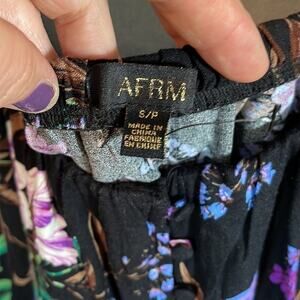 AFRM
S/P
MADE IN
CHINA
FABRIQUÉ
EN CHINE